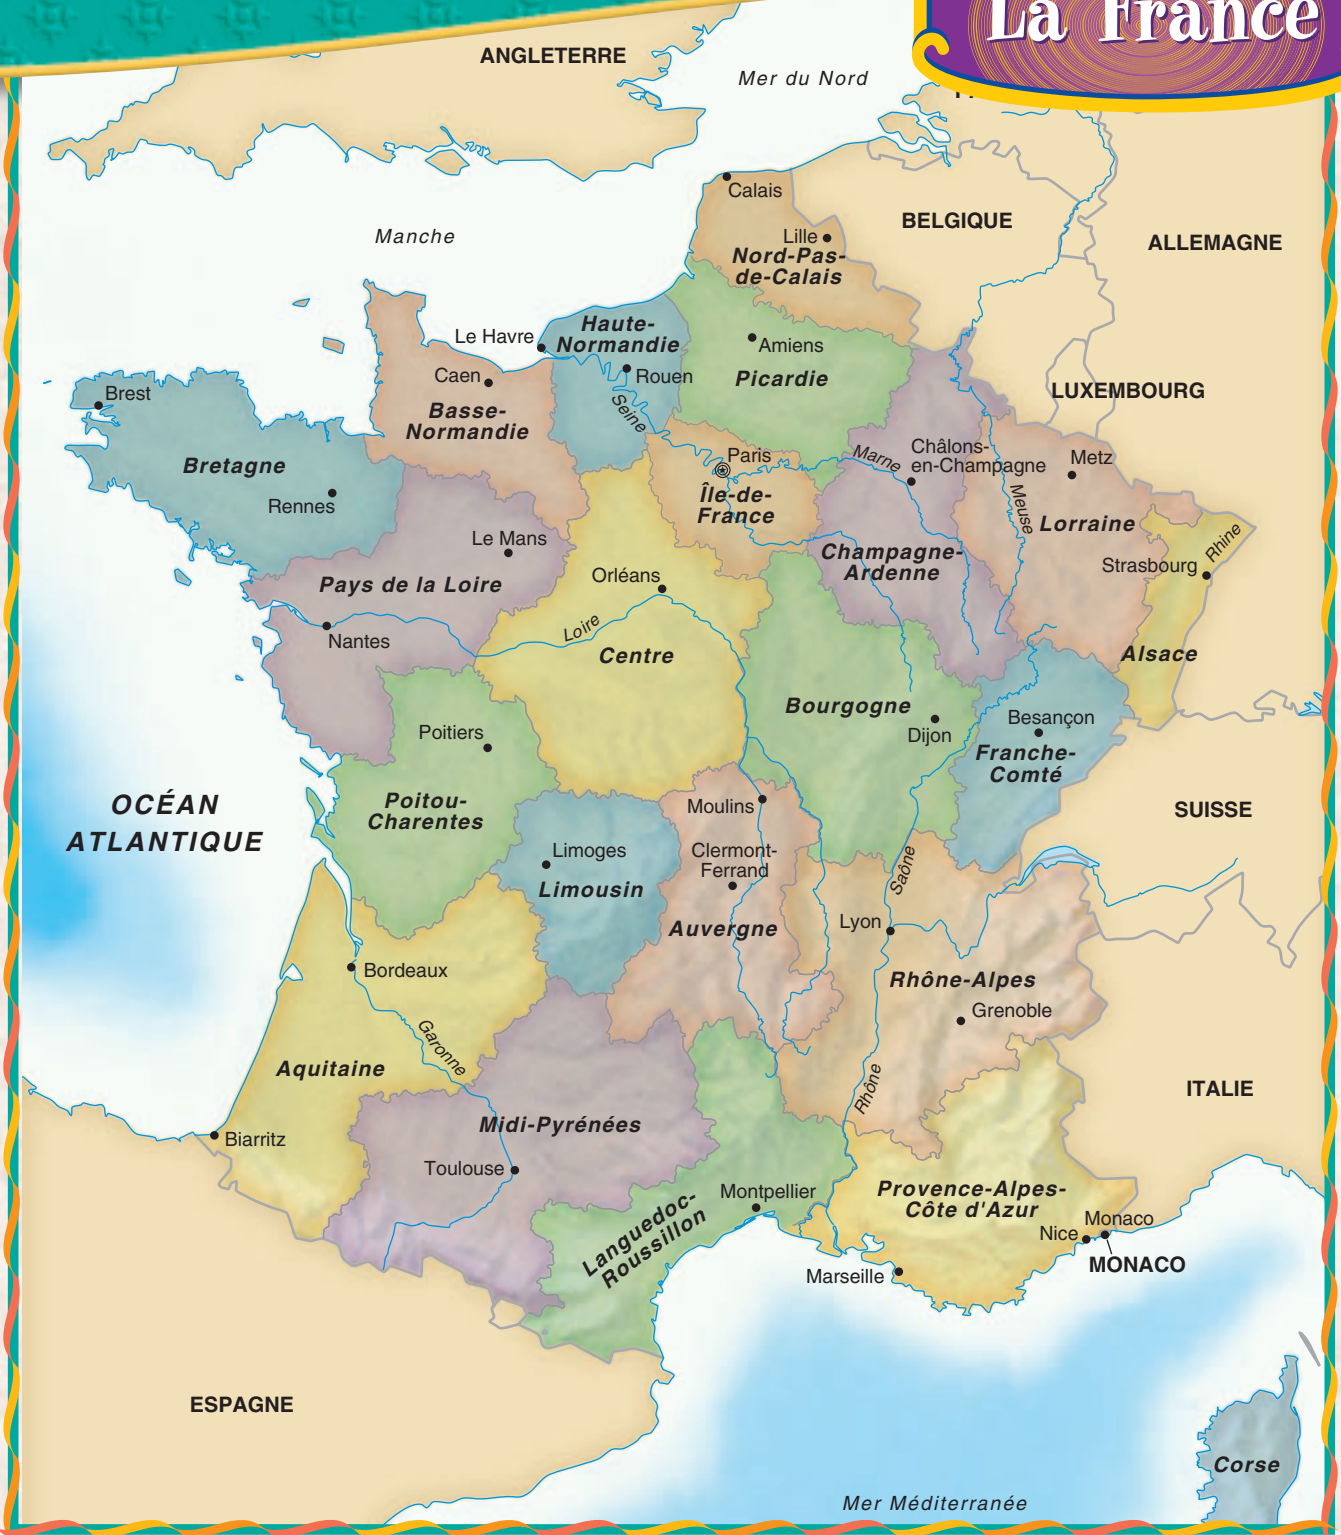 La France
ANGLETERRE
Mer du Nord
Calais
BELGIQUE
Manche
Lille
ALLEMAGNE
Nord-Pas-
de-Calais
Haute-
Normandie
Le Havre
Amiens
Caen
Rouen
Picardie
LUXEMBOURG
Brest
Basse-
Normandie
Seine
Bretagne
Paris
Marne
Châlons-
en-Champagne
Metz
Rennes
Île-de-
France
Meuse
Lorraine
Le Mans
Rhine
Champagne-
Ardenne
Strasbourg
Pays de la Loire
Orléans
Loire
Nantes
Centre
Alsace
Bourgogne
Besançon
Poitiers
Dijon
Franche-
Comté
OCÉAN
ATLANTIQUE
Poitou-
Charentes
Moulins
SUISSE
Limoges
Clermont-
Ferrand
Saône
Limousin
Lyon
Auvergne
Bordeaux
Rhône-Alpes
Grenoble
Garonne
Aquitaine
Rhône
ITALIE
Midi-Pyrénées
Biarritz
Toulouse
Montpellier
Provence-Alpes-
Côte d'Azur
Languedoc-
Roussillon
Nice
Monaco
MONACO
Marseille
ESPAGNE
Corse
Mer Méditerranée